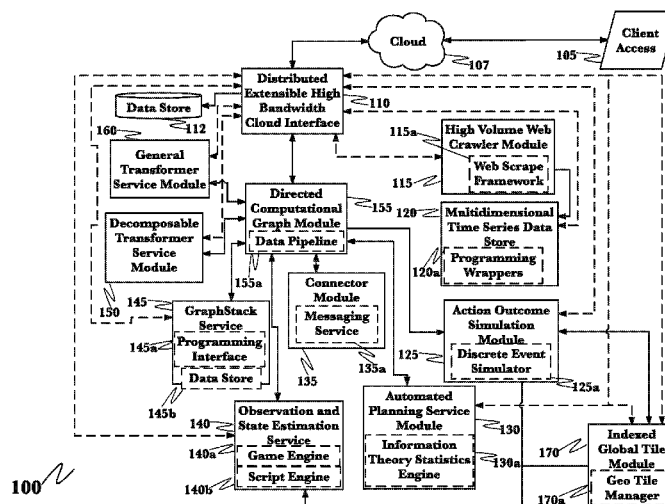 Cloud
107
Client
Access
105
Distributed
Extensible High
Bandwidth
Cloud Interface
110
Data Store
112
160
General
Transformer
Service Module
115a
High Volume Web
Crawler Module
Web Scrape
Framework
115
Directed
Computational
Graph Module
155
Data Pipeline
155a
120
Multidimensional
Time Series Data
Store
120a
Programming
Wrappers
Decomposable
Transformer
Service
Module
150
Connector
Module
Messaging
Service
135
135a
145
GraphStack
Service
145a
Programming
Interface
Data Store
145b
Action Outcome
Simulation
Module
125
Discrete Event
Simulator
125a
140
Observation and
State Estimation
Service
140a
Game Engine
Script Engine
140b
Automated
Planning Service
Module
130
Information
Theory Statistics
Engine
130a
170
Indexed
Global Tile
Module
170a
Geo Tile
Manager
100